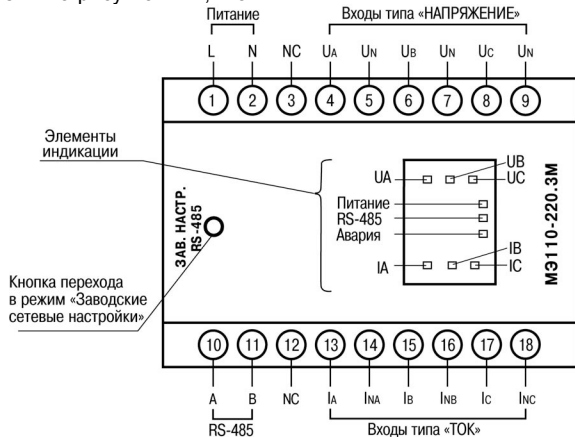 Питание Входы типа «НАПРЯЖЕНИЕ»
L N NC UA UN UB UN UC UN
1 2 3 4 5 6 7 8 9
Элементы
индикации
UB
UA UC
Питание
RS-485
Авария
IB
IA IC
ЗАВ. НАСТР.
RS-485
МЭ110-220.3М
Кнопка перехода
в режим «Заводские
сетевые настройки»
10 11 12 13 14 15 16 17 18
A B NC IA INA IB INB IC INC
RS-485 Входы типа «ТОК»